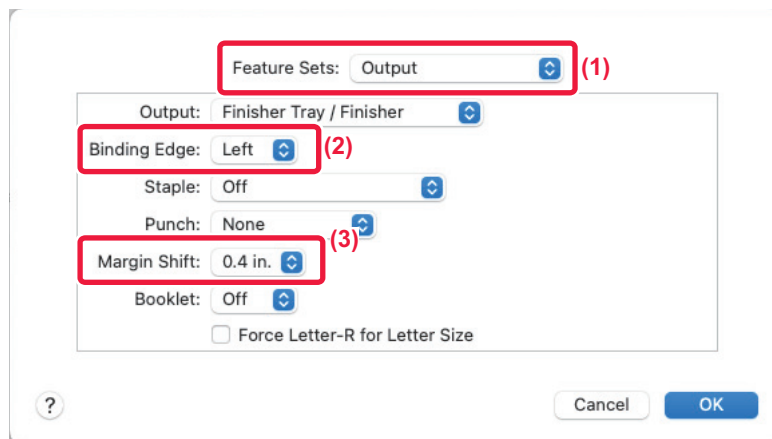 Feature Sets: Output (1)
Output: Finisher Tray / Finisher
Binding Edge: Left (2)
Staple: Off
Punch: None
(3)
Margin Shift: 0.4 in.
Booklet: Off
Force Letter-R for Letter Size
? Cancel OK